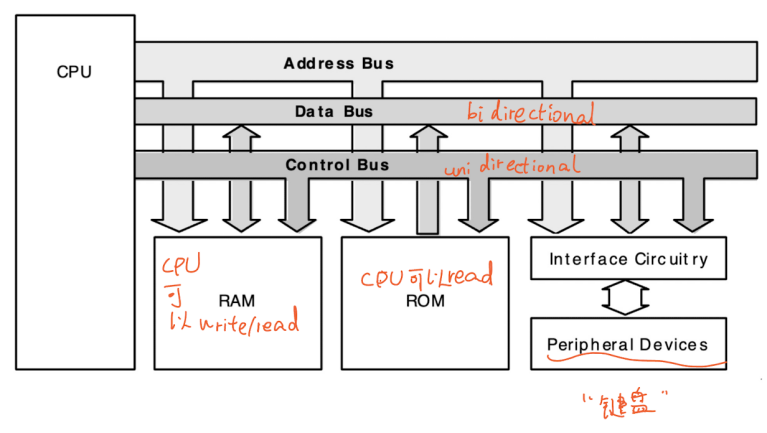 CPU
Address Bus
Data Bus
bi directional
Control Bus
uni directional
CPU
可
以 write/read
RAM
CPU 可以 read
ROM
Interface Circuitry
Peripheral Devices
"键盘"